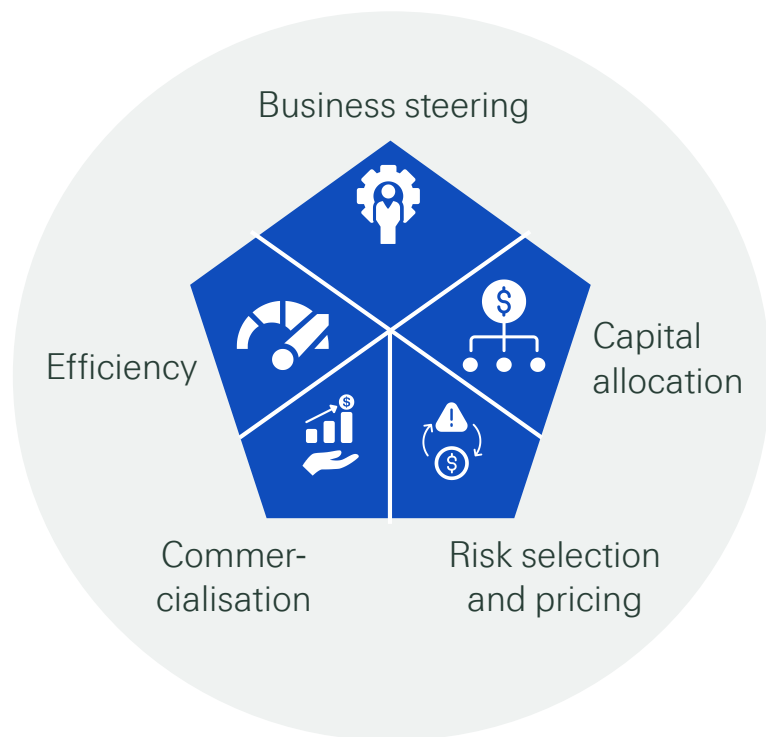 Business steering
Efficiency
Capital
allocation
Commer-
cialisation
Risk selection
and pricing